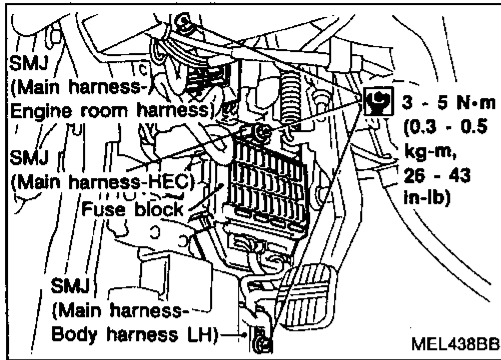 SMJ
(Main harness-
Engine room harness)
SMJ
(Main harness-HEC)
Fuse block
SMJ
(Main harness-
Body harness LH)
3 - 5 N•m
(0.3 - 0.5
kg-m,
26 - 43
in-lb)
MEL438BB